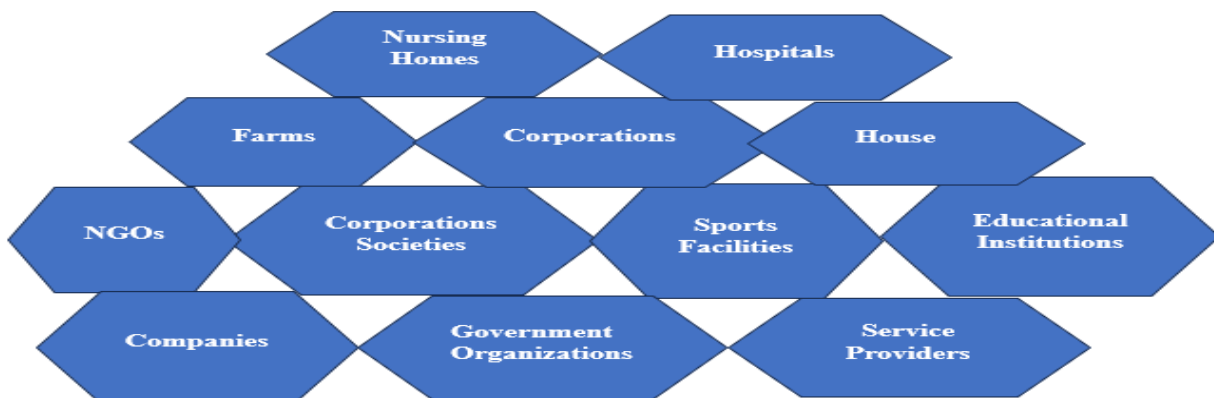 Nursing
Homes
Hospitals
Farms
Corporations
House
NGOs
Corporations
Societies
Sports
Facilities
Educational
Institutions
Companies
Government
Organizations
Service
Providers